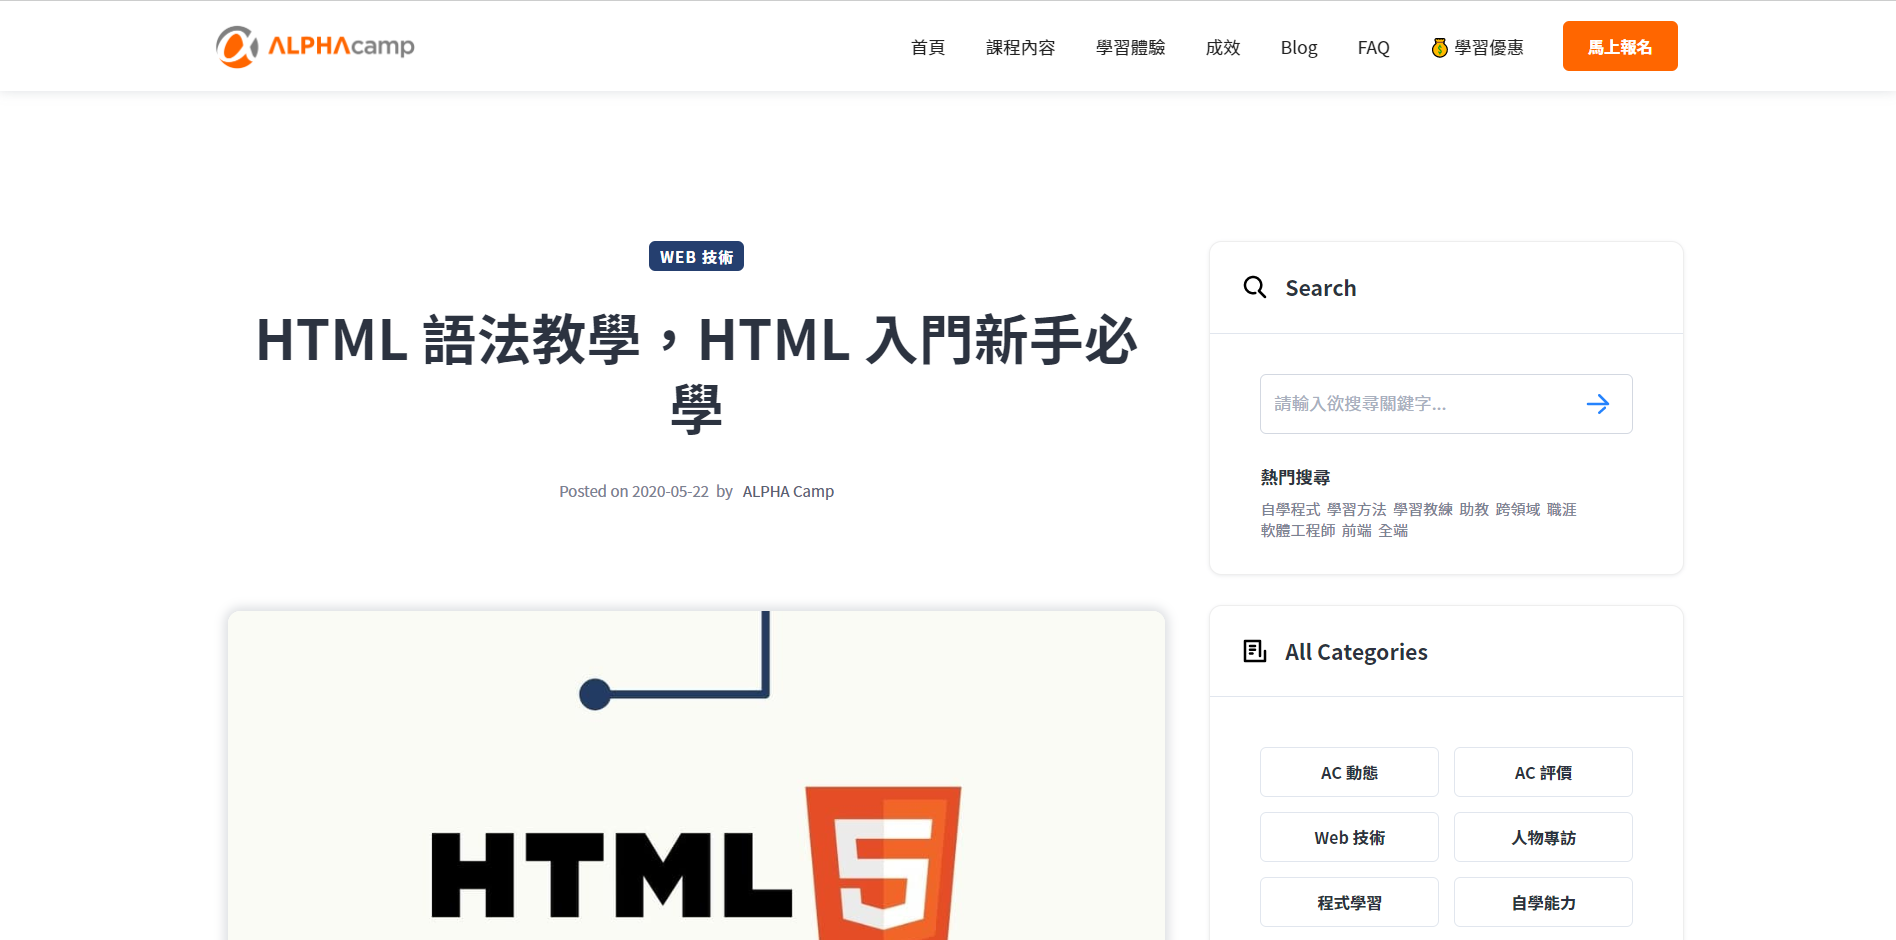 ALPHAcamp
首頁 課程內容 學習體驗 成效 Blog FAQ 學習優惠 馬上報名
WEB 技術
HTML 語法教學，HTML 入門新手必
學
Posted on 2020-05-22 by ALPHA Camp
HTML
5
Search
請輸入欲搜尋關鍵字...
熱門搜尋
自學程式 學習方法 學習教練 助教 跨領域 職涯
軟體工程師 前端 全端
All Categories
AC 動態 AC 評價
Web 技術 人物專訪
程式學習 自學能力